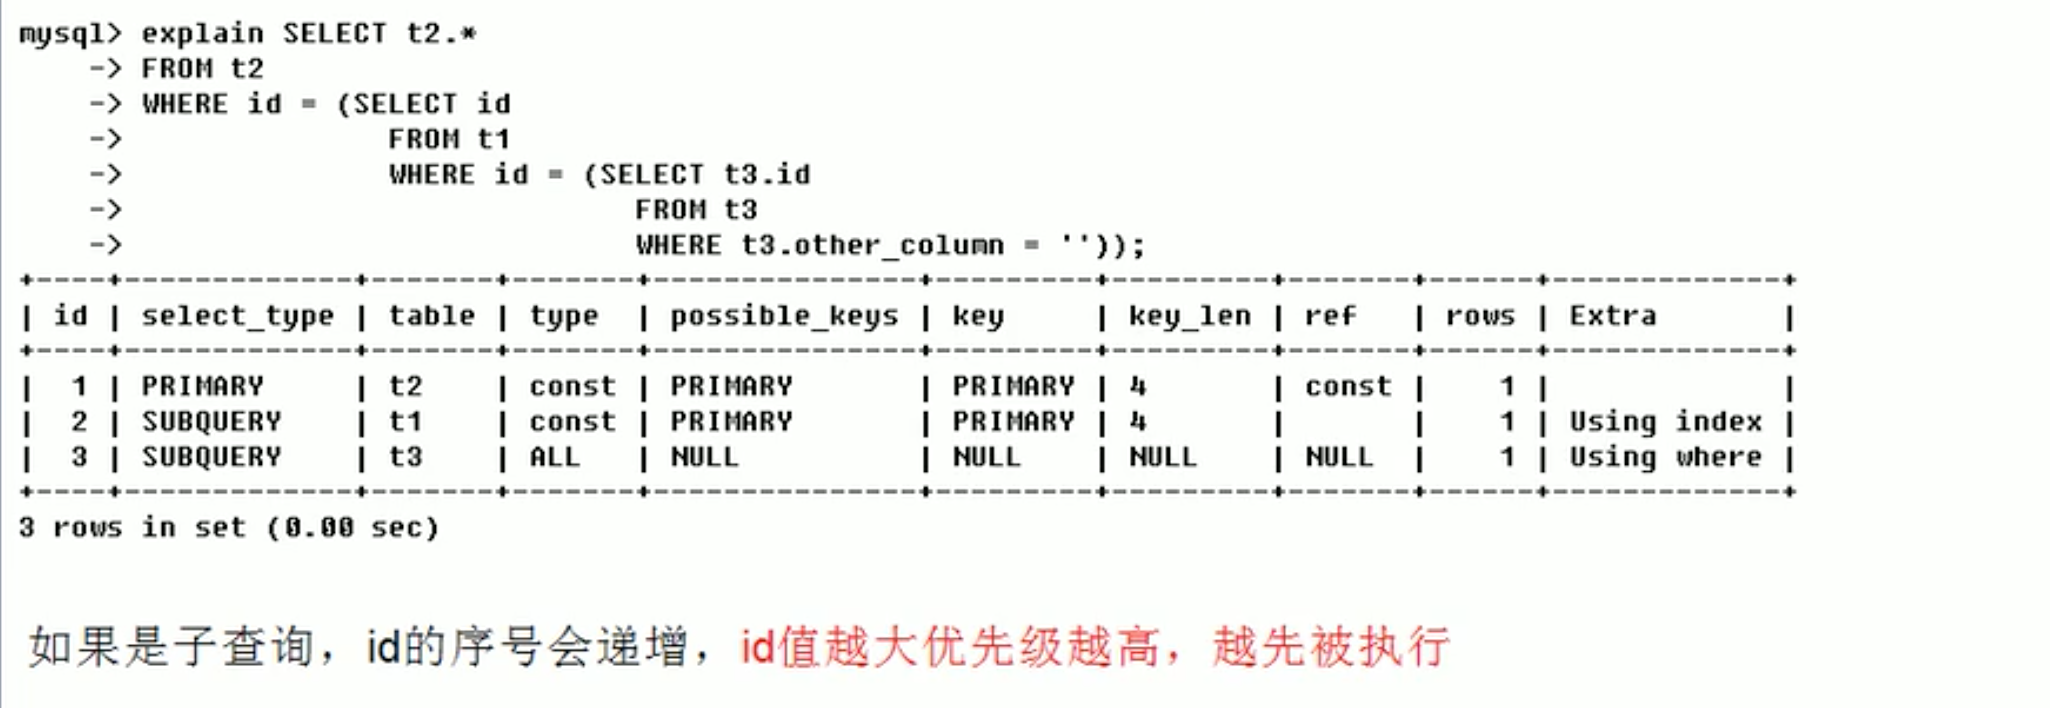 mysql> explain SELECT t2.*
    -> FROM t2
    -> WHERE id = (SELECT id
    ->               FROM t1
    ->               WHERE id = (SELECT t3.id
    ->                             FROM t3
    ->                             WHERE t3.other_column = ''));
+----+-------------+-------+-------+---------------+---------+---------+-------+------+-------------+
| id | select_type | table | type  | possible_keys | key     | key_len | ref   | rows | Extra       |
+----+-------------+-------+-------+---------------+---------+---------+-------+------+-------------+
|  1 | PRIMARY     | t2    | const | PRIMARY       | PRIMARY | 4       | const |    1 |             |
|  2 | SUBQUERY    | t1    | const | PRIMARY       | PRIMARY | 4       |       |    1 | Using index |
|  3 | SUBQUERY    | t3    | ALL   | NULL          | NULL    | NULL    | NULL  |    1 | Using where |
+----+-------------+-------+-------+---------------+---------+---------+-------+------+-------------+
3 rows in set (0.00 sec)
如果是子查询，id的序号会递增，id值越大优先级越高，越先被执行